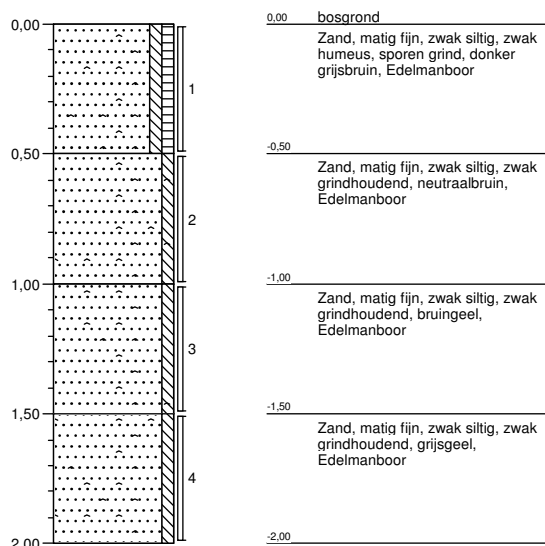 0,00
0,00
bosgrond
Zand, matig fijn, zwak siltig, zwak
humeus, sporen grind, donker
grijsbruin, Edelmanboor
1
0,50
-0,50
Zand, matig fijn, zwak siltig, zwak
grindhoudend, neutraalbruin,
Edelmanboor
2
1,00
-1,00
Zand, matig fijn, zwak siltig, zwak
grindhoudend, bruingeel,
Edelmanboor
3
1,50
-1,50
Zand, matig fijn, zwak siltig, zwak
grindhoudend, grijsgeel,
Edelmanboor
4
2,00
-2,00